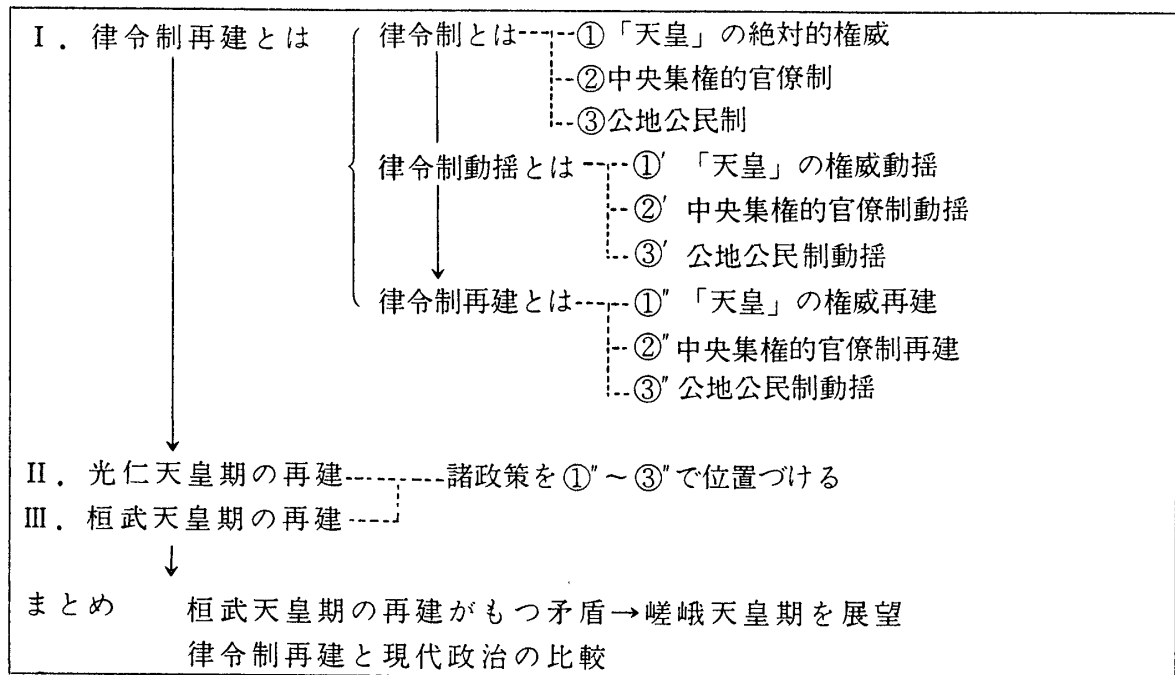 Ⅰ．律令制再建とは　律令制とは ①「天皇」の絶対的権威
②中央集権的官僚制
③公地公民制
律令制動揺とは ①′「天皇」の権威動揺
②′中央集権的官僚制動揺
③′公地公民制動揺
律令制再建とは ①″「天皇」の権威再建
②″中央集権的官僚制再建
③″公地公民制動揺
Ⅱ．光仁天皇期の再建　諸政策を①″～③″で位置づける
Ⅲ．桓武天皇期の再建
まとめ　桓武天皇期の再建がもつ矛盾→嵯峨天皇期を展望
律令制再建と現代政治の比較